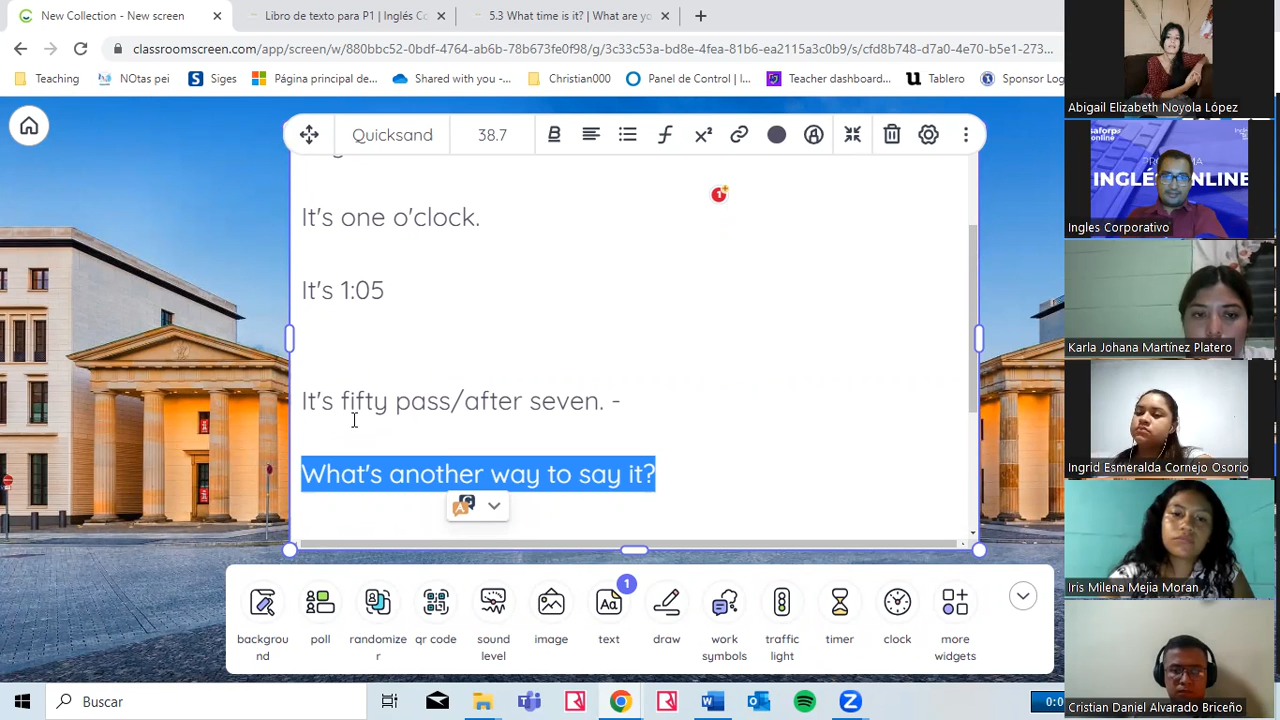 New Collection - New screen
Libro de texto para P1 | Inglés Co
5.3 What time is it? | What are yo
classroomscreen.com/app/screen/w/880bbc52-0bdf-4764-ab6b-78b673fe0f98/g/3c33c53a-bd8e-4fea-81b6-ea2115a3c0b9/s/cfd8b748-d7a0-4e70-b5e1-273...
Teaching
NOtas pei
Siges
Página principal de...
Shared with you -...
Christian000
Panel de Control | I...
Teacher dashboard...
Tablero
Sponsor Log
Quicksand
38.7
It's one o'clock.
It's 1:05
It's fifty pass/after seven. -
What's another way to say it?
1
backgrou
nd
poll
randomize
r
qr code
sound
level
image
text
draw
work
symbols
traffic
light
timer
clock
more
widgets
Buscar
Abigail Elizabeth Noyola López
INGLÉS ONLINE
Ingles Corporativo
Karla Johana Martínez Platero
Ingrid Esmeralda Cornejo Osorio
Iris Milena Mejia Moran
Cristian Daniel Alvarado Briceño